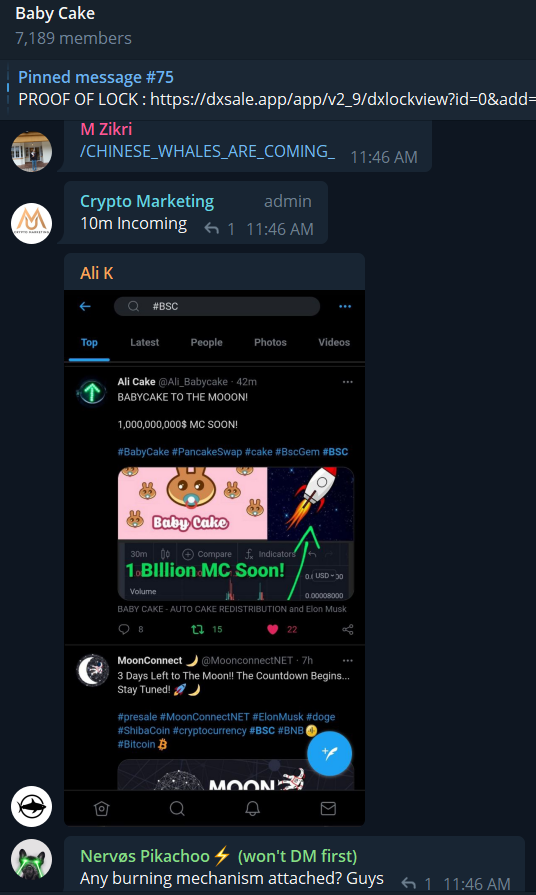 Baby Cake
7,189 members
Pinned message #75
PROOF OF LOCK : https://dxsale.app/app/v2_9/dxlockview?id=0&add=
M Zikri
/CHINESE_WHALES_ARE_COMING_ 11:46 AM
Crypto Marketing admin
10m Incoming 1 11:46 AM
Ali K
#BSC
Top Latest People Photos Videos
Ali Cake @Ali_Babycake · 42m
BABYCAKE TO THE MOOON!
1,000,000,000$ MC SOON!
#BabyCake #PancakeSwap #cake #BscGem #BSC
Baby Cake
30m Compare Indicators
1 BIllion MC Soon!
USD
Volume
0.00008000
BABY CAKE - AUTO CAKE REDISTRIBUTION and Elon Musk
8 15 22
MoonConnect @MoonconnectNET · 7h
3 Days Left to The Moon!! The Countdown Begins...
Stay Tuned! 🚀🌙
#presale #MoonConnectNET #ElonMusk #doge
#ShibaCoin #cryptocurrency #BSC #BNB
#Bitcoin
MOON
Nervøs Pikachoo⚡ (won't DM first)
Any burning mechanism attached? Guys 1 11:46 AM